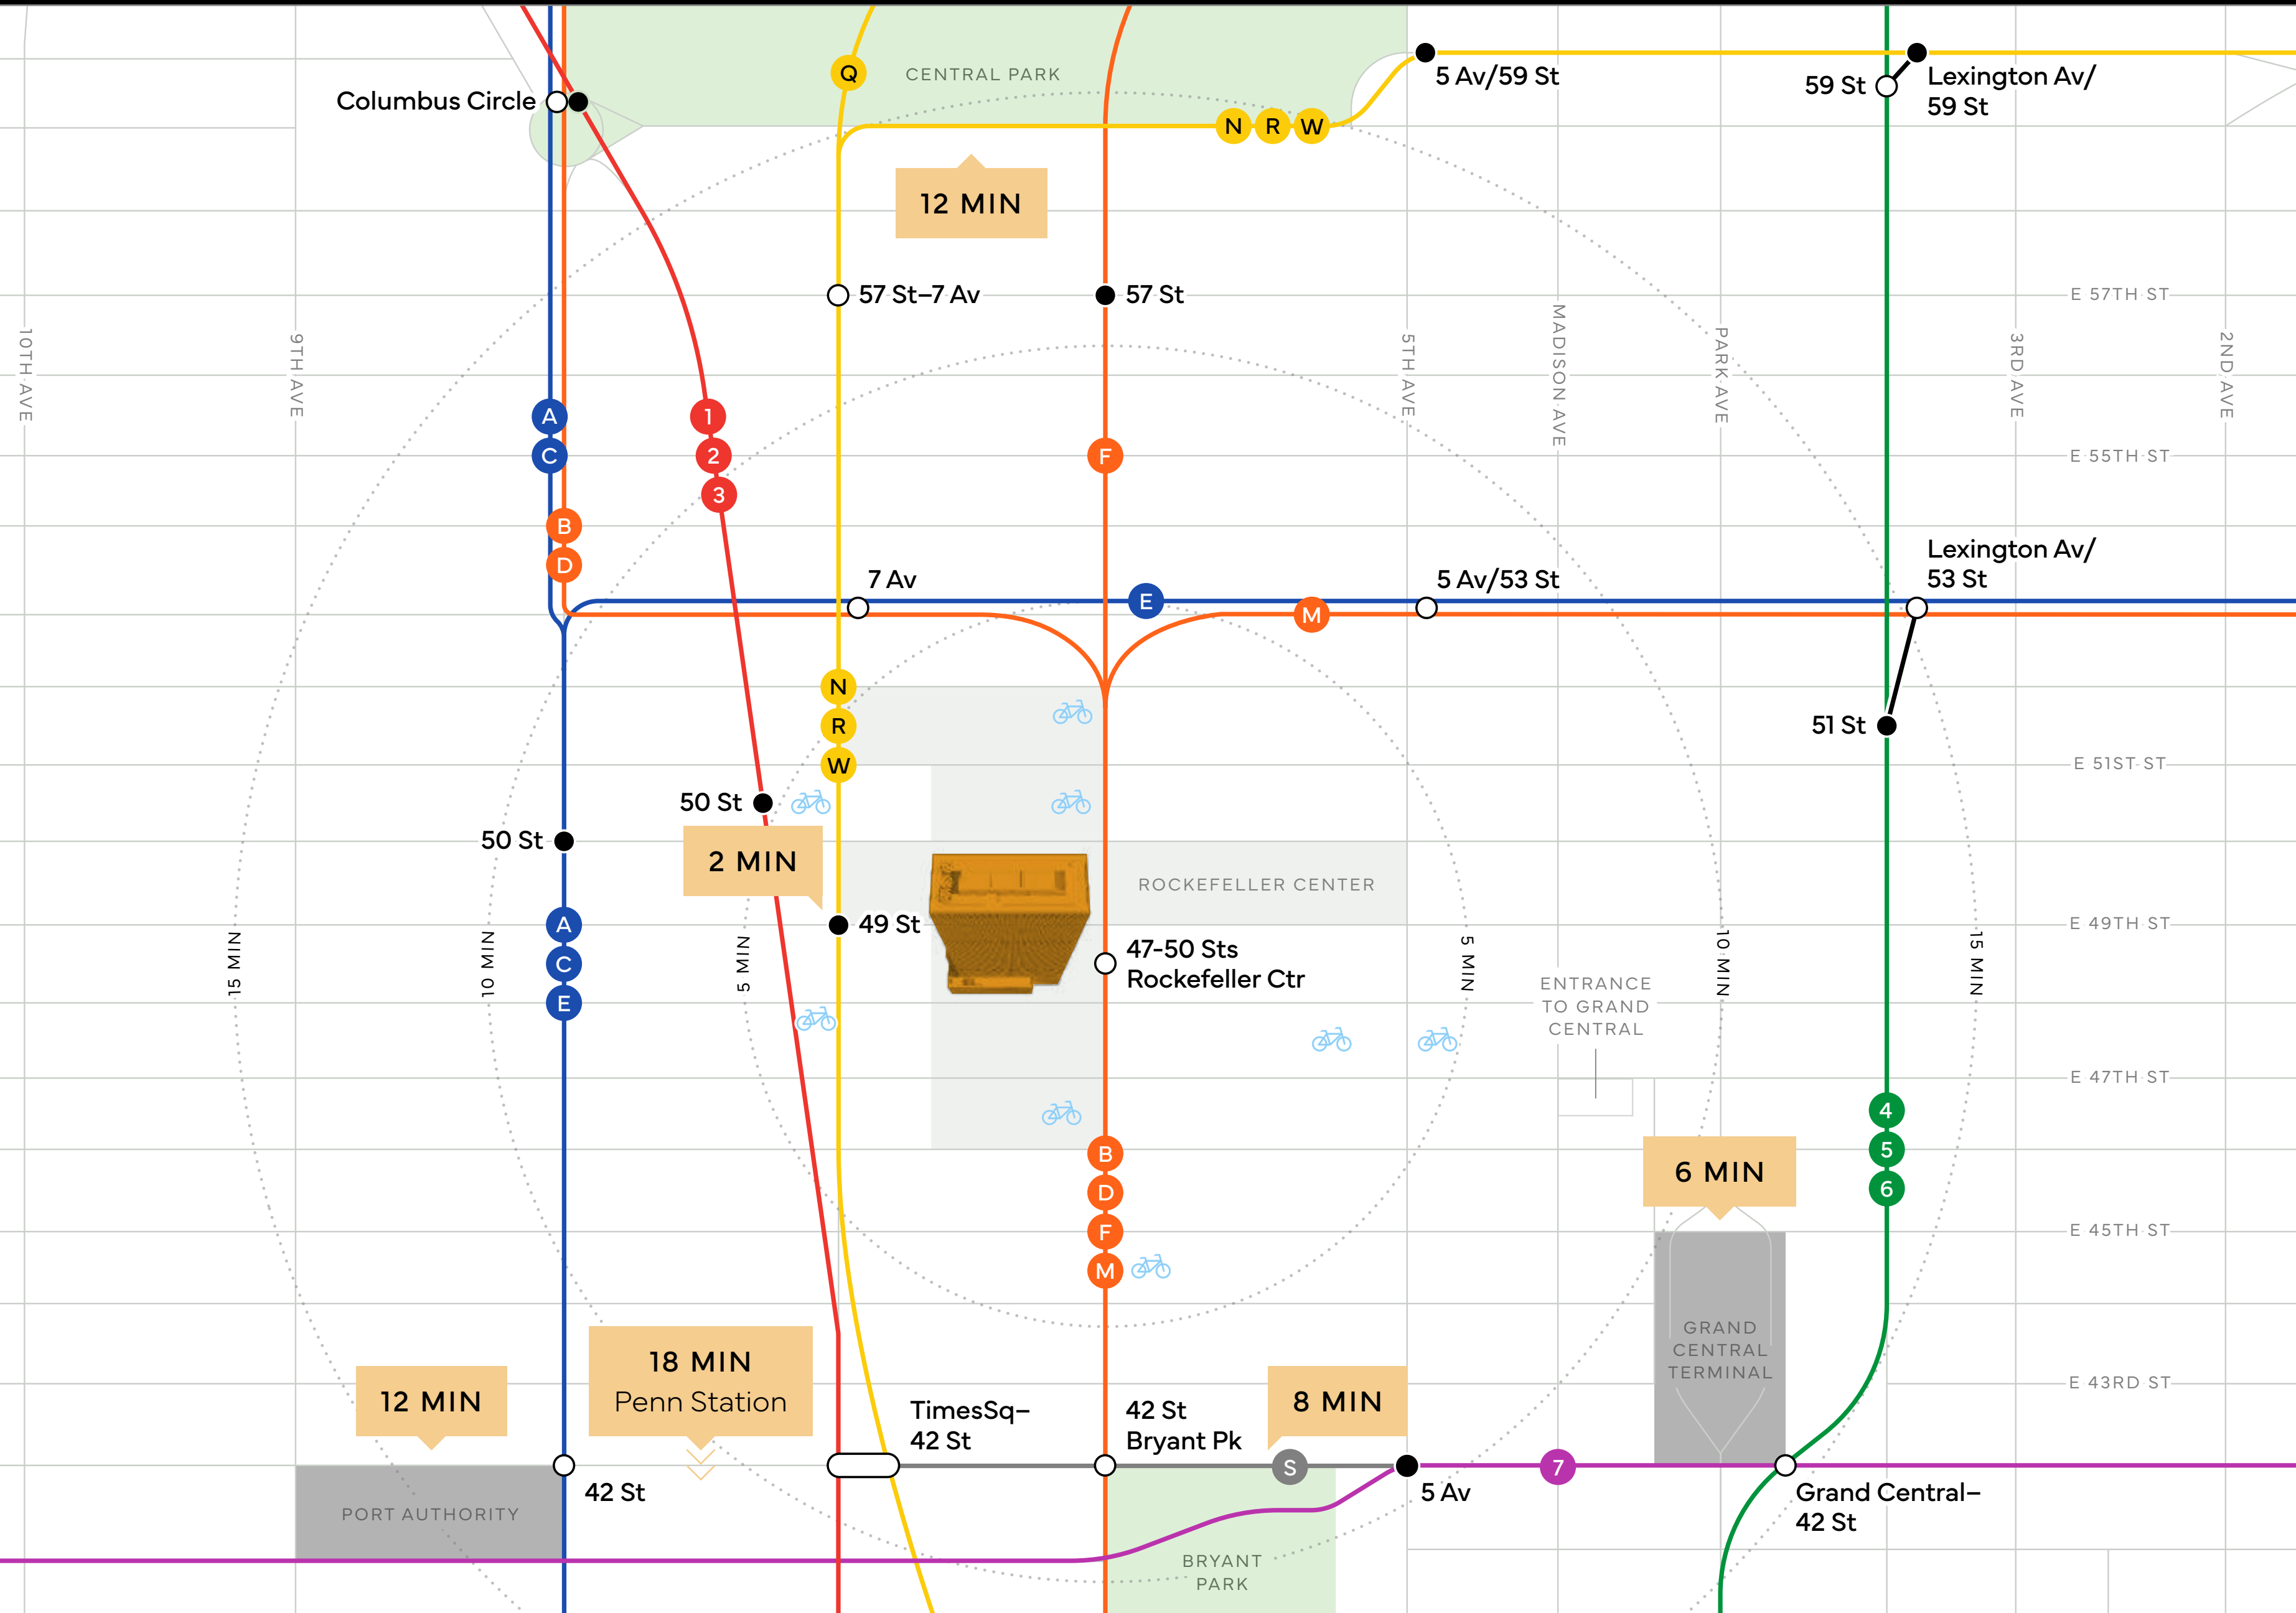 Q
CENTRAL PARK
5 Av/59 St
59 St
Lexington Av/
59 St
Columbus Circle
N R W
12 MIN
57 St–7 Av
57 St
E 57TH ST
10TH AVE
9TH AVE
5TH AVE
MADISON AVE
PARK AVE
3RD AVE
2ND AVE
A
C
1
2
3
F
E 55TH ST
B
D
7 Av
E
M
5 Av/53 St
Lexington Av/
53 St
N
R
W
51 St
E 51ST ST
50 St
50 St
2 MIN
ROCKEFELLER CENTER
49 St
E 49TH ST
A
C
E
47-50 Sts
Rockefeller Ctr
15 MIN
10 MIN
5 MIN
5 MIN
10 MIN
15 MIN
ENTRANCE
TO GRAND
CENTRAL
E 47TH ST
4
5
6
B
D
F
M
6 MIN
E 45TH ST
GRAND
CENTRAL
TERMINAL
E 43RD ST
12 MIN
18 MIN
Penn Station
TimesSq–
42 St
42 St
Bryant Pk
8 MIN
S
7
42 St
5 Av
Grand Central–
42 St
PORT AUTHORITY
BRYANT
PARK